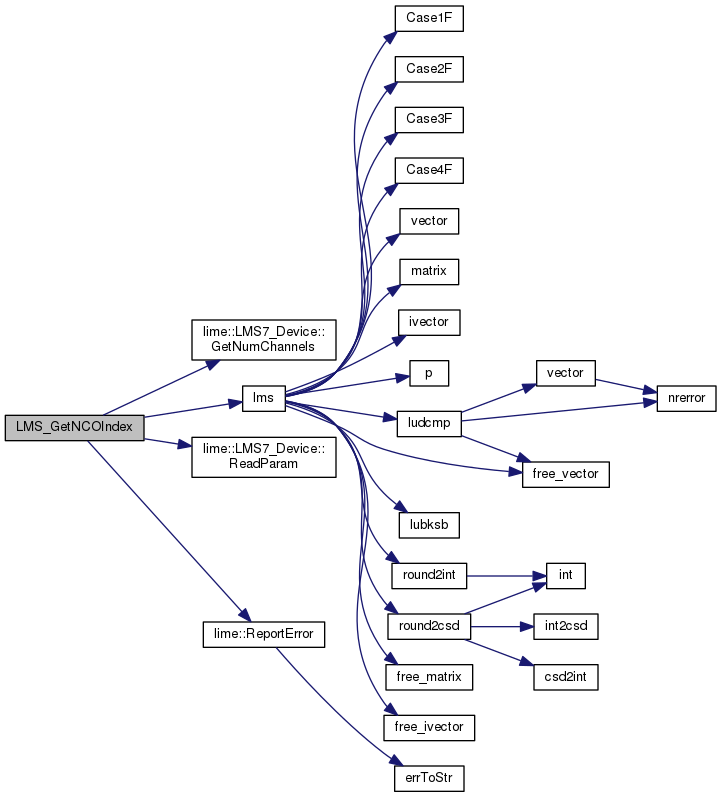 Case1F
Case2F
Case3F
Case4F
vector
matrix
ivector
lime::LMS7_Device::
GetNumChannels
p
vector
lms
nrerror
ludcmp
LMS_GetNCOIndex
lime::LMS7_Device::
ReadParam
free_vector
lubksb
round2int
int
round2csd
int2csd
lime::ReportError
free_matrix
csd2int
free_ivector
errToStr